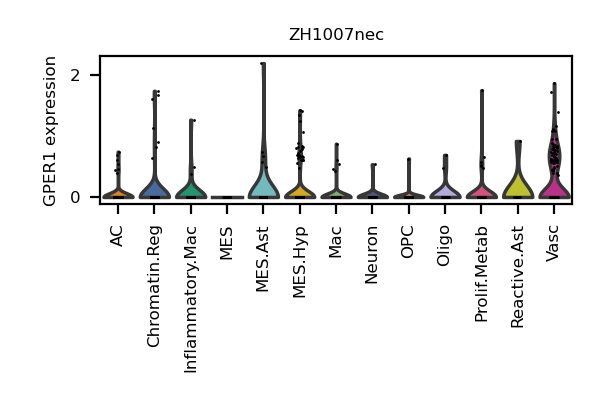 ZH1007nec
GPER1 expression
2
0
AC
Chromatin.Reg
Inflammatory.Mac
MES
MES.Ast
MES.Hyp
Mac
Neuron
OPC
Oligo
Prolif.Metab
Reactive.Ast
Vasc